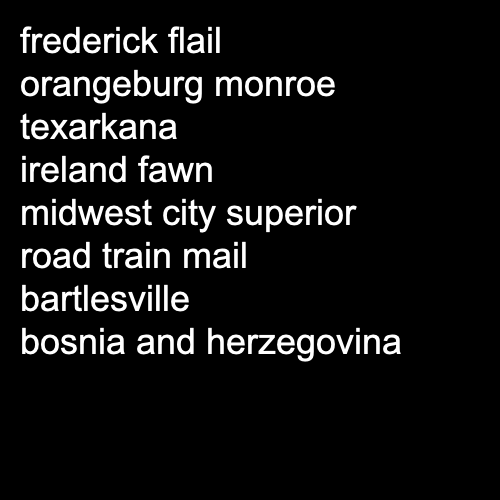 frederick flail
orangeburg monroe
texarkana
ireland fawn
midwest city superior
road train mail
bartlesville
bosnia and herzegovina